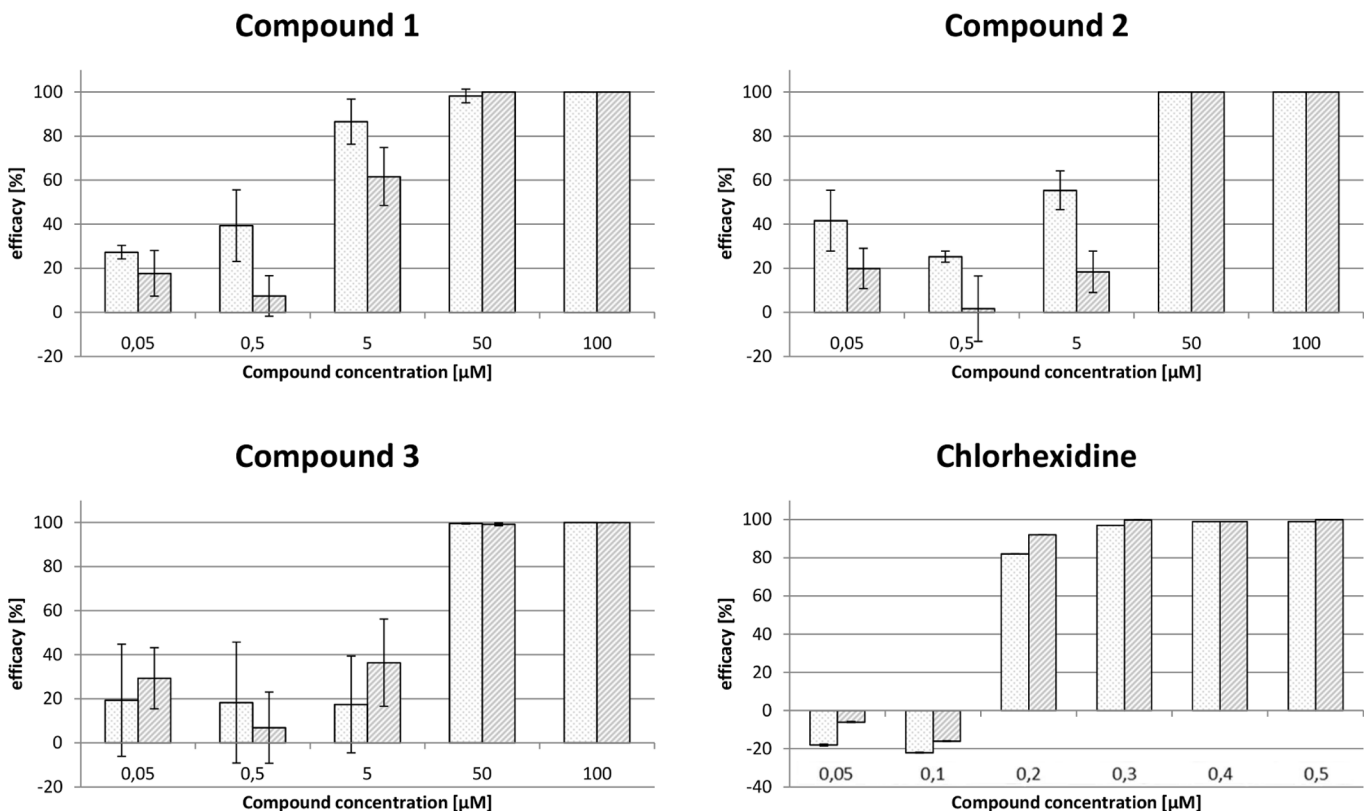 Compound 1
efficacy [%]
100
80
60
40
20
0
-20
0,05 0,5 5 50 100
Compound concentration [µM]
Compound 2
efficacy [%]
100
80
60
40
20
0
-20
0,05 0,5 5 50 100
Compound concentration [µM]
Compound 3
efficacy [%]
100
80
60
40
20
0
-20
0,05 0,5 5 50 100
Compound concentration [µM]
Chlorhexidine
efficacy [%]
100
80
60
40
20
0
-20
-40
0,05 0,1 0,2 0,3 0,4 0,5
Compound concentration [µM]